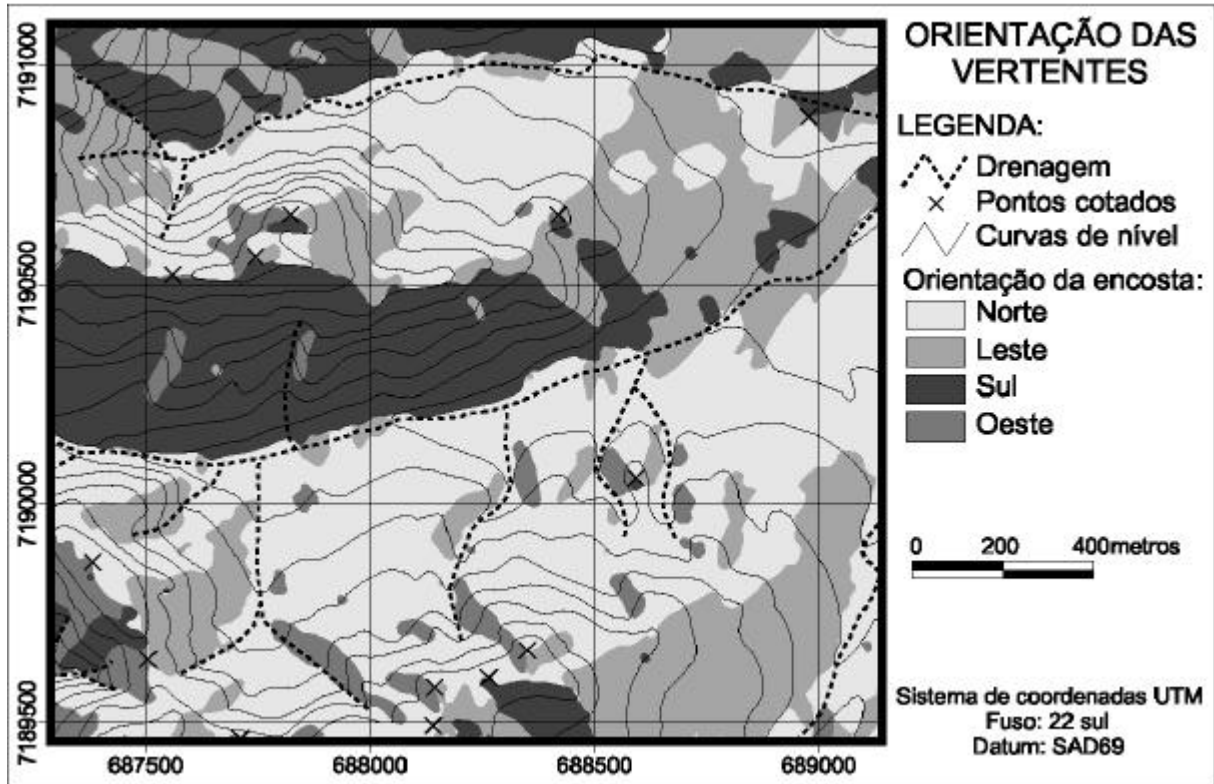 ORIENTAÇÃO DAS
VERTENTES
LEGENDA:
Drenagem
Pontos cotados
Curvas de nível
Orientação da encosta:
Norte
Leste
Sul
Oeste
0 200 400metros
Sistema de coordenadas UTM
Fuso: 22 sul
Datum: SAD69
7191000
7190500
7190000
7189500
687500 688000 688500 689000